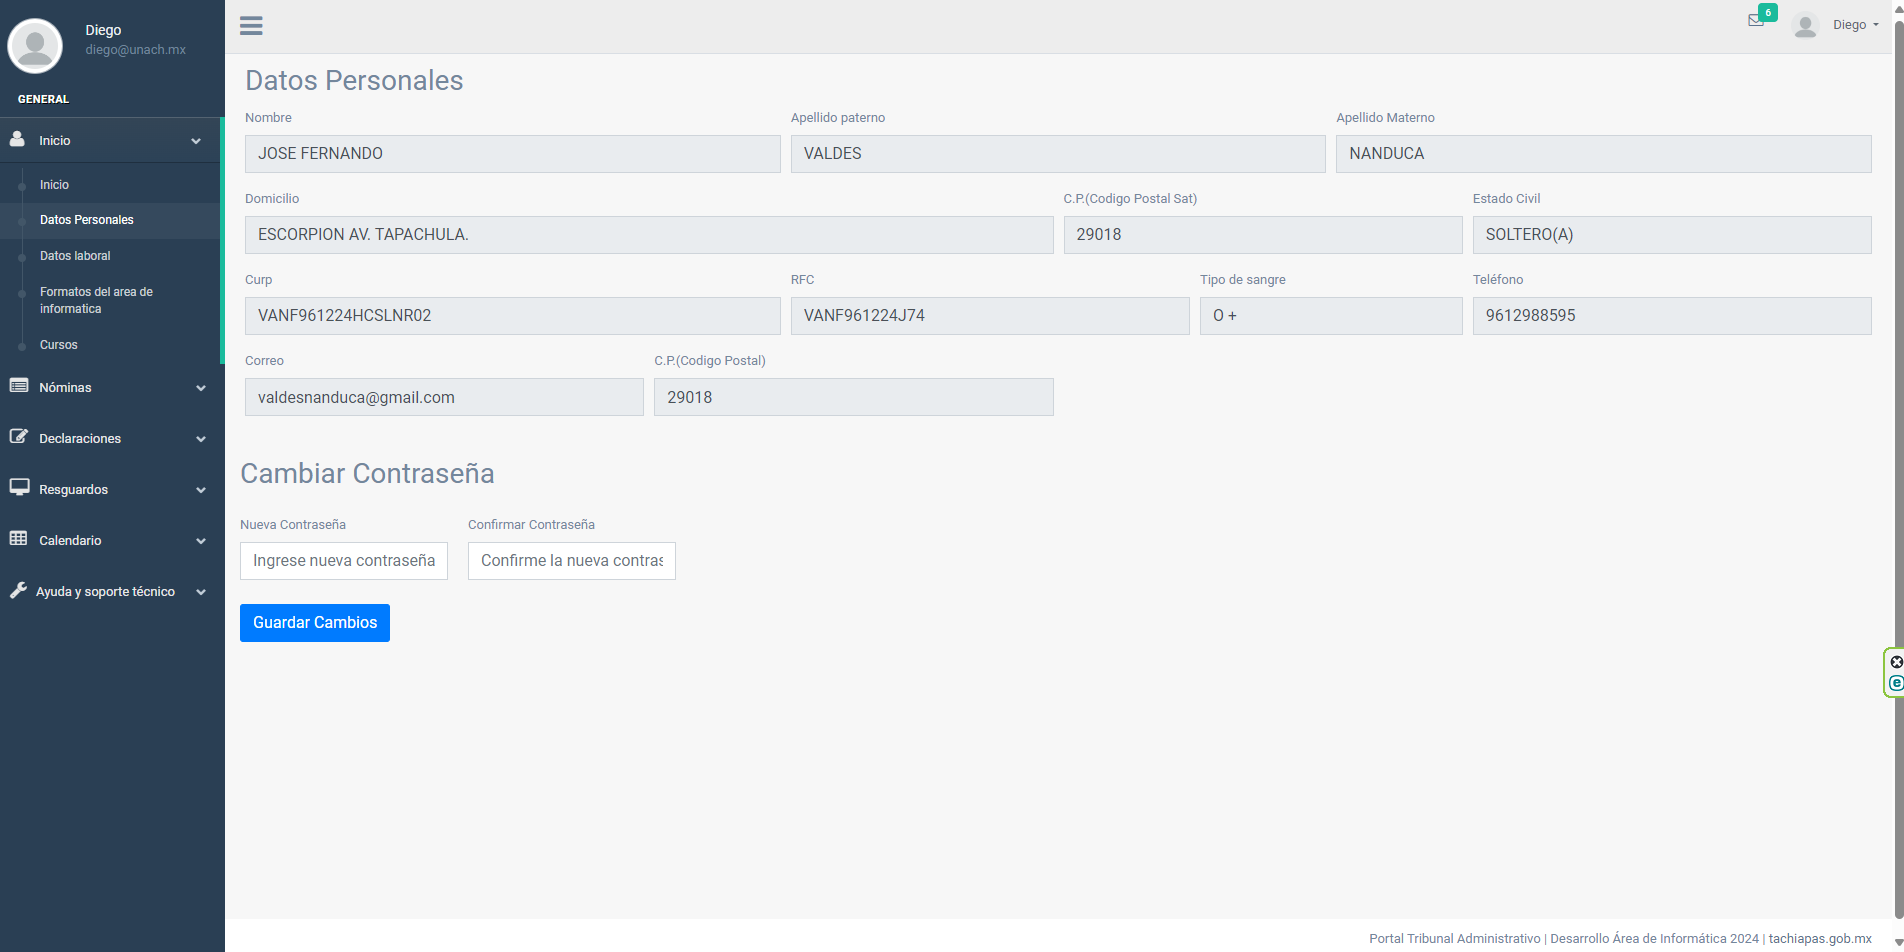 Diego
diego@unach.mx
GENERAL
Inicio
Inicio
Datos Personales
Datos laboral
Formatos del area de
informatica
Cursos
Nóminas
Declaraciones
Resguardos
Calendario
Ayuda y soporte técnico
6
Diego
Datos Personales
Nombre Apellido paterno Apellido Materno
JOSE FERNANDO VALDES NANDUCA
Domicilio C.P.(Codigo Postal Sat) Estado Civil
ESCORPION AV. TAPACHULA. 29018 SOLTERO(A)
Curp RFC Tipo de sangre Teléfono
VANF961224HCSLNR02 VANF961224J74 O + 9612988595
Correo C.P.(Codigo Postal)
valdesnanduca@gmail.com 29018
Cambiar Contraseña
Nueva Contraseña Confirmar Contraseña
Ingrese nueva contraseña Confirme la nueva contras
Guardar Cambios
e
Portal Tribunal Administrativo | Desarrollo Área de Informática 2024 | tachiapas.gob.mx